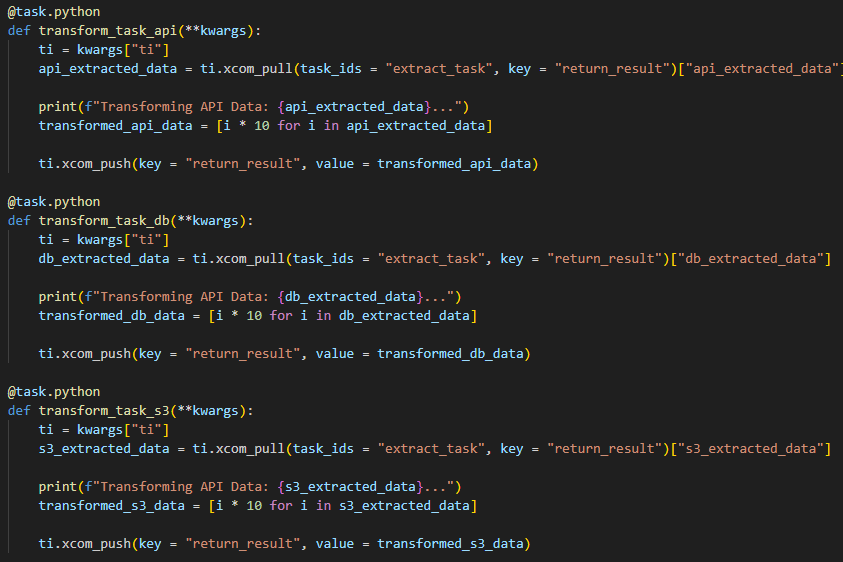 @task.python
def transform_task_api(**kwargs):
    ti = kwargs["ti"]
    api_extracted_data = ti.xcom_pull(task_ids = "extract_task", key = "return_result")["api_extracted_data"]

    print(f"Transforming API Data: {api_extracted_data}...")
    transformed_api_data = [i * 10 for i in api_extracted_data]

    ti.xcom_push(key = "return_result", value = transformed_api_data)

@task.python
def transform_task_db(**kwargs):
    ti = kwargs["ti"]
    db_extracted_data = ti.xcom_pull(task_ids = "extract_task", key = "return_result")["db_extracted_data"]

    print(f"Transforming API Data: {db_extracted_data}...")
    transformed_db_data = [i * 10 for i in db_extracted_data]

    ti.xcom_push(key = "return_result", value = transformed_db_data)

@task.python
def transform_task_s3(**kwargs):
    ti = kwargs["ti"]
    s3_extracted_data = ti.xcom_pull(task_ids = "extract_task", key = "return_result")["s3_extracted_data"]

    print(f"Transforming API Data: {s3_extracted_data}...")
    transformed_s3_data = [i * 10 for i in s3_extracted_data]

    ti.xcom_push(key = "return_result", value = transformed_s3_data)